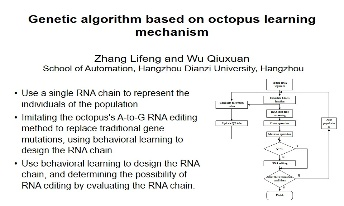 Genetic algorithm based on octopus learning
mechanism
Zhang Lifeng and Wu Qiuxuan
School of Automation, Hangzhou Dianzi University, Hangzhou
• Use a single RNA chain to represent the
individuals of the population
• Imitating the octopus's A-to-G RNA editing
method to replace traditional gene
mutations, using behavioral learning to
design the RNA chain
• Use behavioral learning to design the RNA
chain, and determining the possibility of
RNA editing by evaluating the RNA chain.